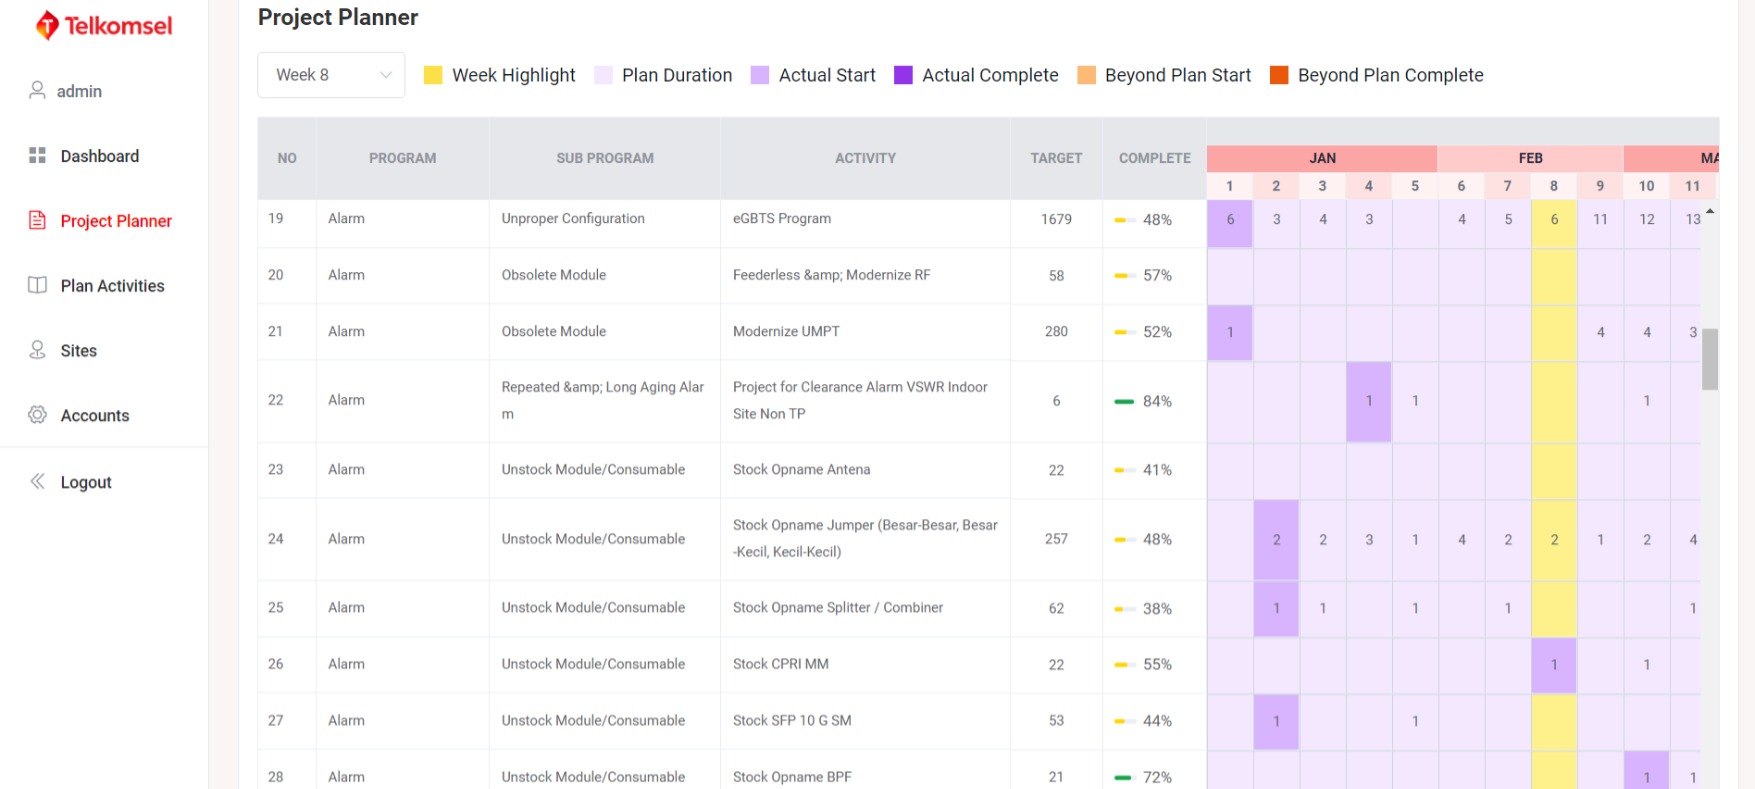 Telkomsel
admin
Dashboard
Project Planner
Plan Activities
Sites
Accounts
Logout
Project Planner
Week 8
Week Highlight
Plan Duration
Actual Start
Actual Complete
Beyond Plan Start
Beyond Plan Complete
NO PROGRAM SUB PROGRAM ACTIVITY TARGET COMPLETE JAN FEB MA
1 2 3 4 5 6 7 8 9 10 11
19 Alarm Unproper Configuration eGBTS Program 1679 48% 6 3 4 3 4 5 6 11 12 13
20 Alarm Obsolete Module Feederless &amp; Modernize RF 58 57%
21 Alarm Obsolete Module Modernize UMPT 280 52% 1 4 4 3
22 Alarm Repeated &amp; Long Aging Alar
m
Project for Clearance Alarm VSWR Indoor
Site Non TP
6 84% 1 1 1
23 Alarm Unstock Module/Consumable Stock Opname Antena 22 41%
24 Alarm Unstock Module/Consumable Stock Opname Jumper (Besar-Besar, Besar
-Kecil, Kecil-Kecil)
257 48% 2 2 3 1 4 2 2 1 2 4
25 Alarm Unstock Module/Consumable Stock Opname Splitter / Combiner 62 38% 1 1 1 1 1
26 Alarm Unstock Module/Consumable Stock CPRI MM 22 55% 1 1
27 Alarm Unstock Module/Consumable Stock SFP 10 G SM 53 44% 1 1
28 Alarm Unstock Module/Consumable Stock Opname BPF 21 72% 1 1